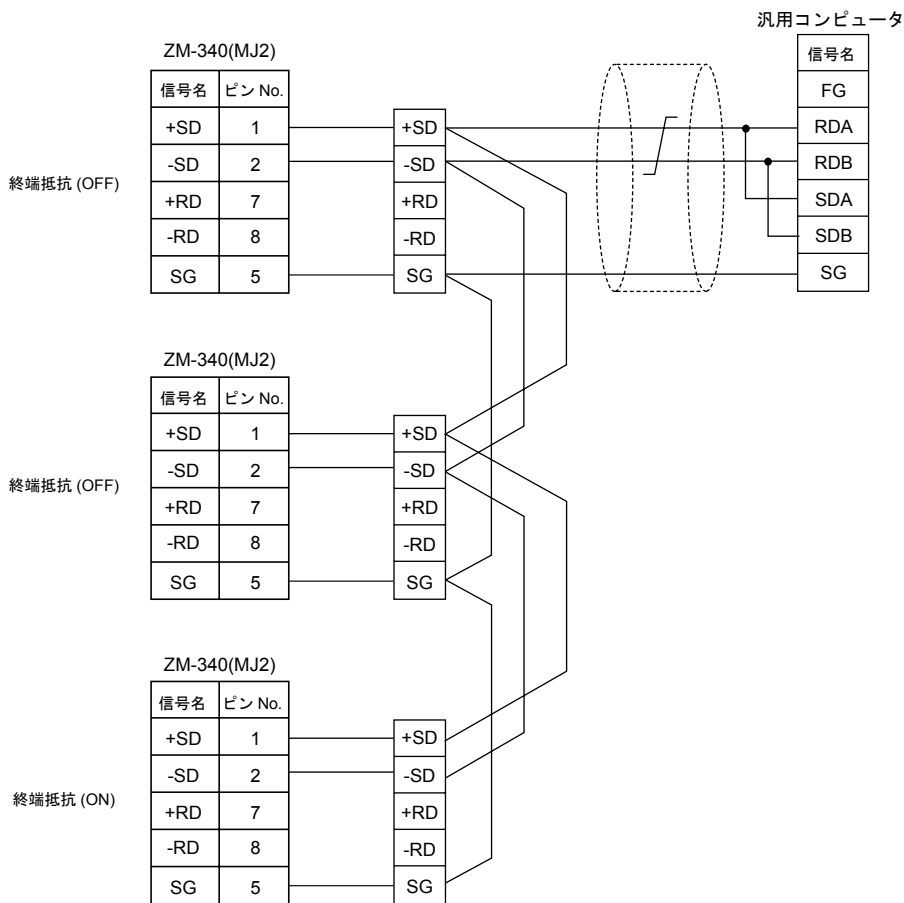 汎用コンピュータ
信号名
FG
RDA
RDB
SDA
SDB
SG
ZM-340(MJ2)
信号名 ピン No.
+SD 1
-SD 2
+RD 7
-RD 8
SG 5
終端抵抗 (OFF)
+SD
-SD
+RD
-RD
SG
ZM-340(MJ2)
信号名 ピン No.
+SD 1
-SD 2
+RD 7
-RD 8
SG 5
終端抵抗 (OFF)
+SD
-SD
+RD
-RD
SG
ZM-340(MJ2)
信号名 ピン No.
+SD 1
-SD 2
+RD 7
-RD 8
SG 5
終端抵抗 (ON)
+SD
-SD
+RD
-RD
SG